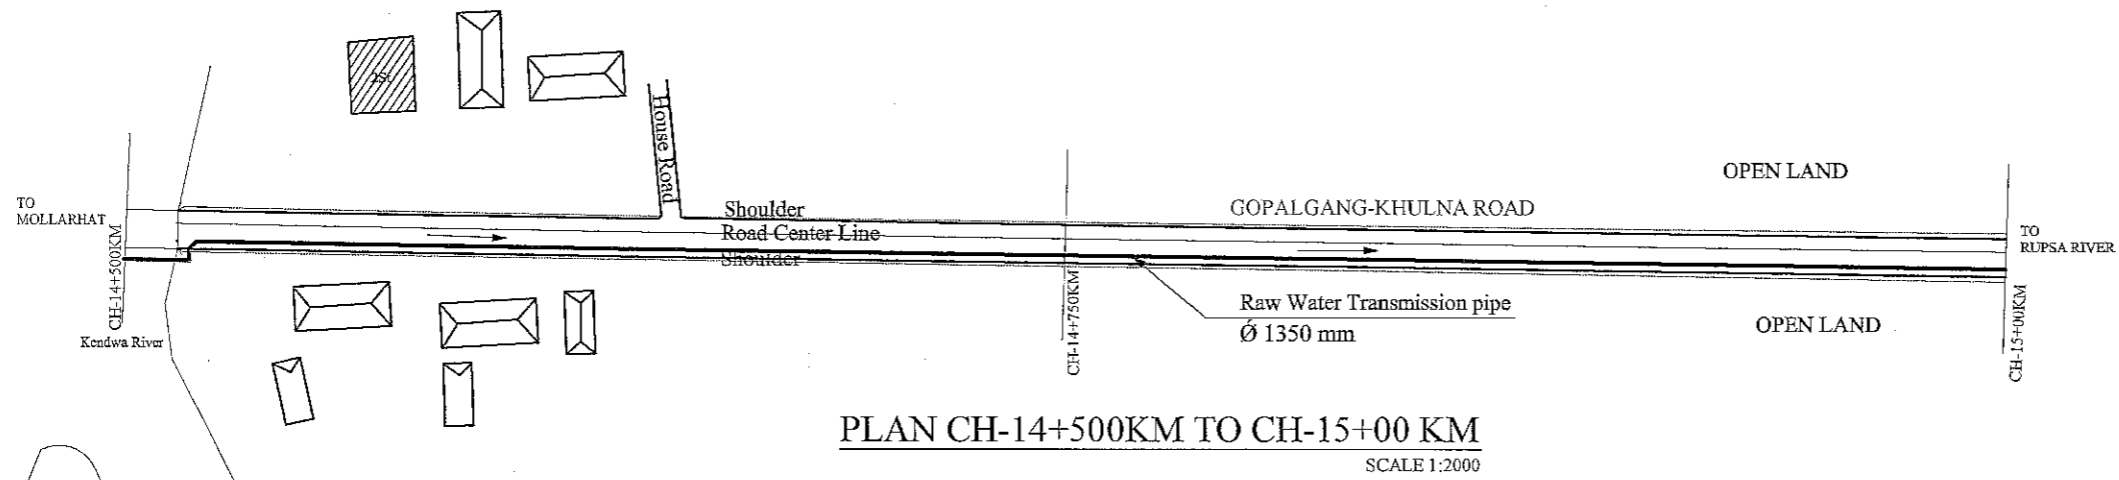 2St
House Road
OPEN LAND
TO
MOLLARHAT
Shoulder
GOPALGANG-KHULNA ROAD
Road Center Line
TO
RUPSA RIVER
Shoulder
CH-14+500KM
CH-14+750KM
CH-15+00KM
Raw Water Transmission pipe
Ǿ 1350 mm
OPEN LAND
Kendwa River
PLAN CH-14+500KM TO CH-15+00 KM
SCALE 1:2000